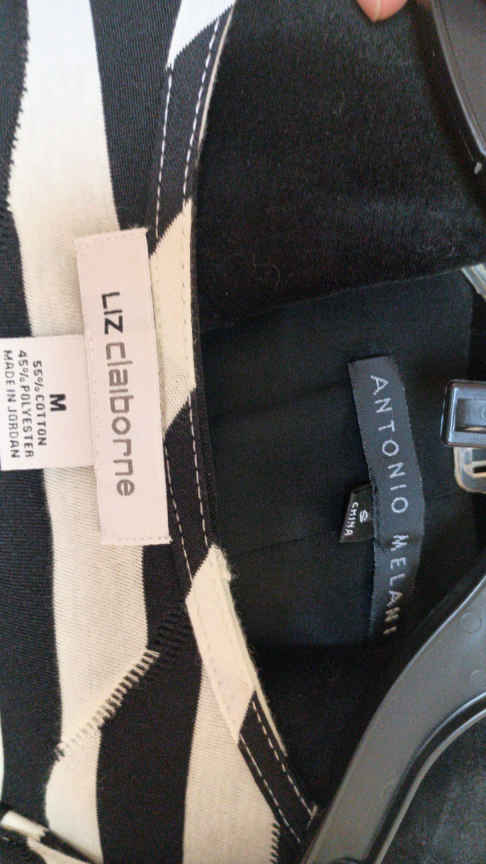 LIZ claiborne
M
55% COTTON
45% POLYESTER
MADE IN JORDAN
ANTONIO MELANI
S
CHINA